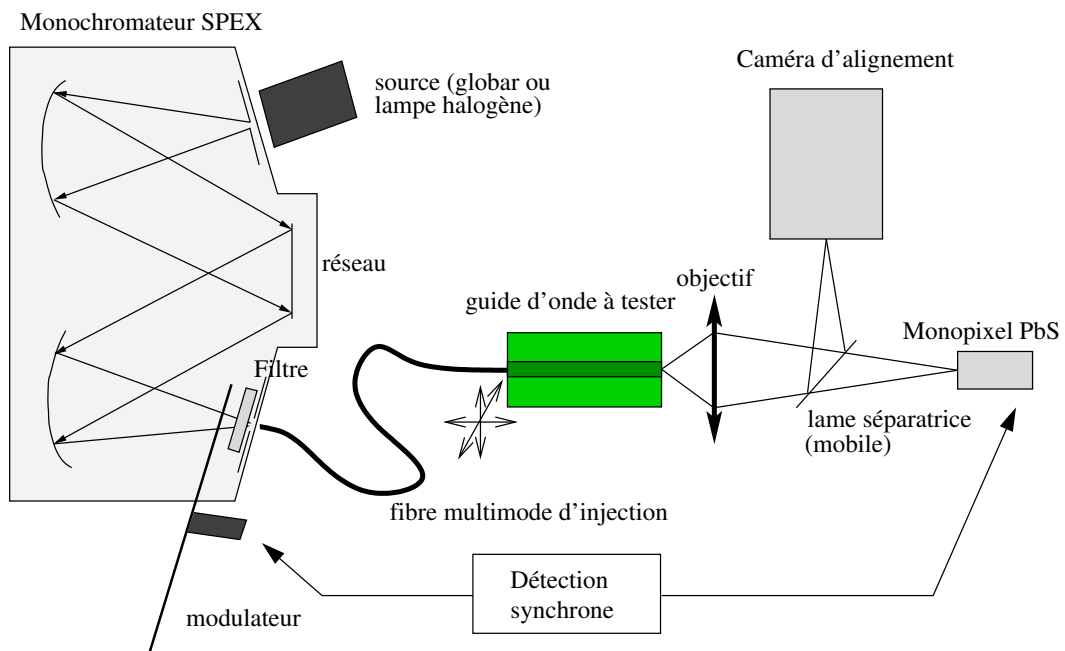 Monochromateur SPEX
source (globar ou
lampe halogène)
Caméra d'alignement
réseau
objectif
guide d'onde à tester
Monopixel PbS
Filtre
lame séparatrice
(mobile)
fibre multimode d'injection
Détection
synchrone
modulateur